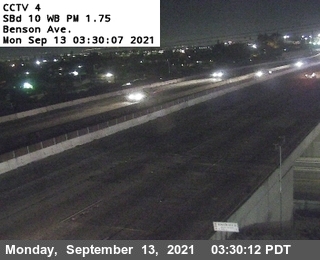 CCTV 4
SBd 10 WB PM 1.75
Benson Ave.
Mon Sep 13 03:30:07 2021
Monday, September 13, 2021 03:30:12 PDT